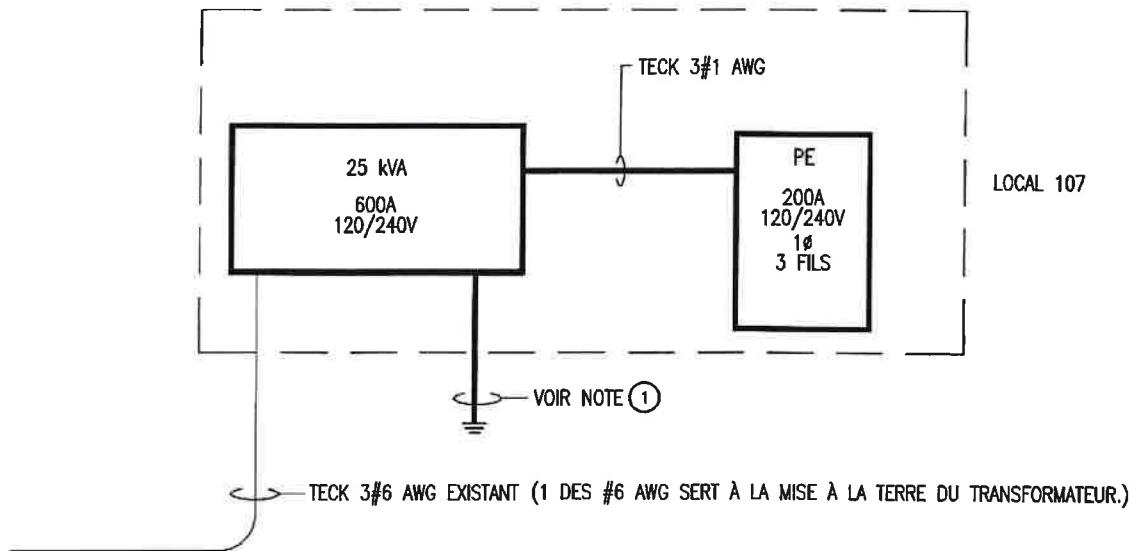 TECK 3#1 AWG
25 kVA
600A
120/240V
PE
200A
120/240V
1ø
3 FILS
LOCAL 107
VOIR NOTE 1
TECK 3#6 AWG EXISTANT (1 DES #6 AWG SERT À LA MISE À LA TERRE DU TRANSFORMATEUR.)